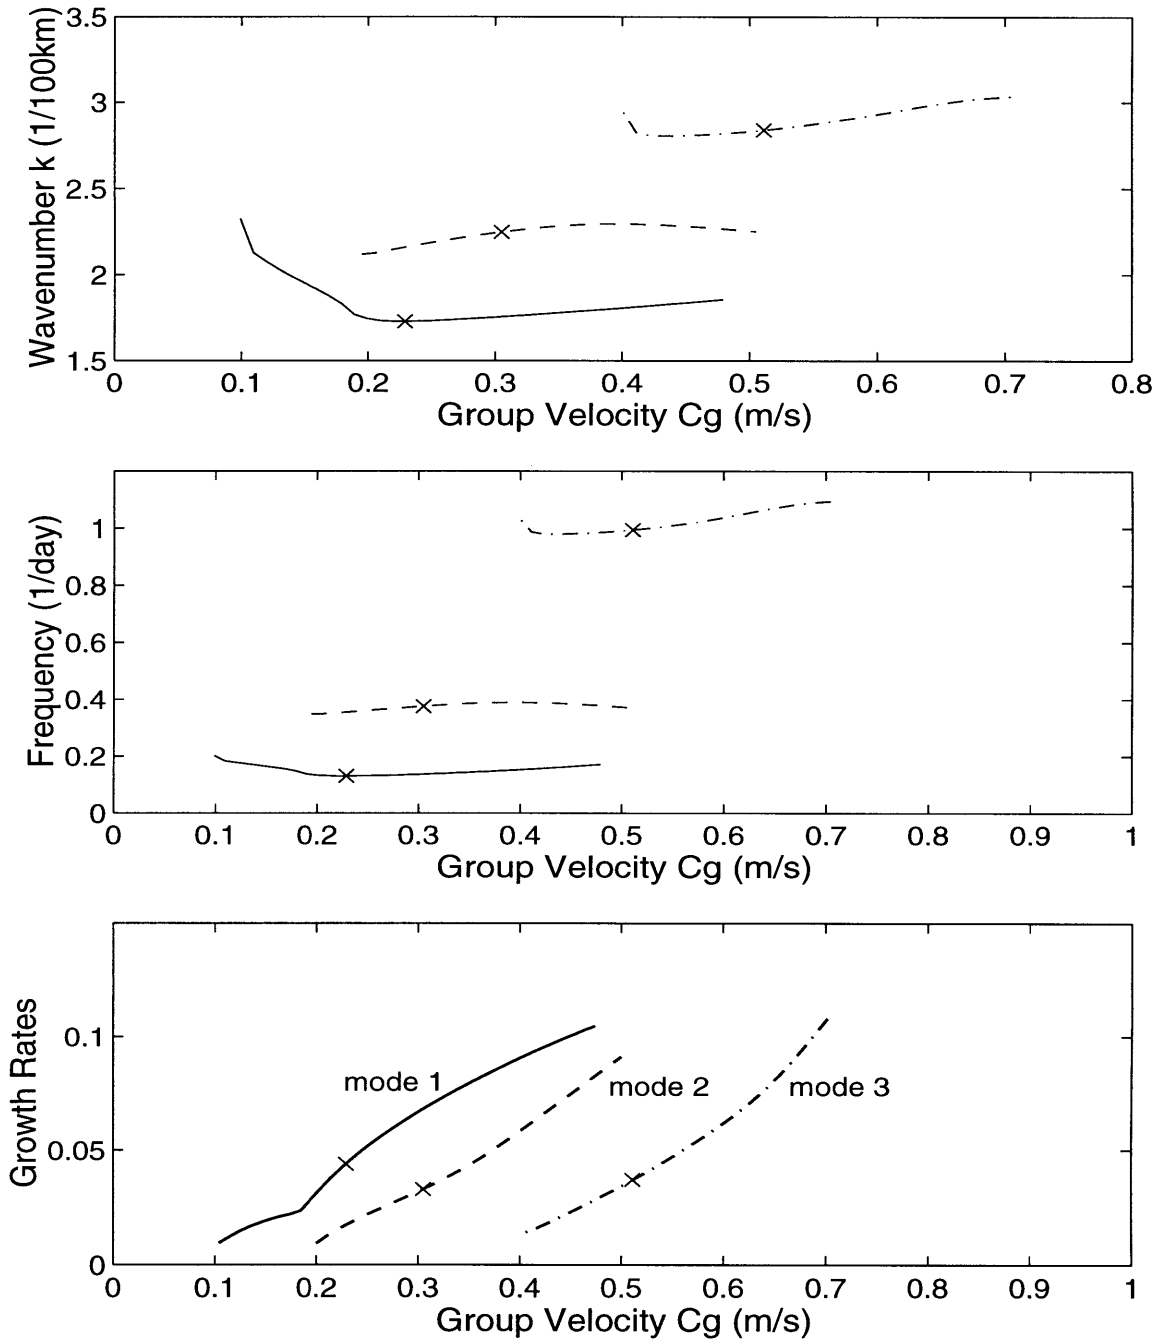 Wavenumber k (1/100km)
3.5
3
2.5
2
1.5
0 0.1 0.2 0.3 0.4 0.5 0.6 0.7 0.8
Group Velocity Cg (m/s)
Frequency (1/day)
1
0.8
0.6
0.4
0.2
0
0 0.1 0.2 0.3 0.4 0.5 0.6 0.7 0.8 0.9 1
Group Velocity Cg (m/s)
Growth Rates
0.1
0.05
0
mode 1
mode 2
mode 3
0 0.1 0.2 0.3 0.4 0.5 0.6 0.7 0.8 0.9 1
Group Velocity Cg (m/s)